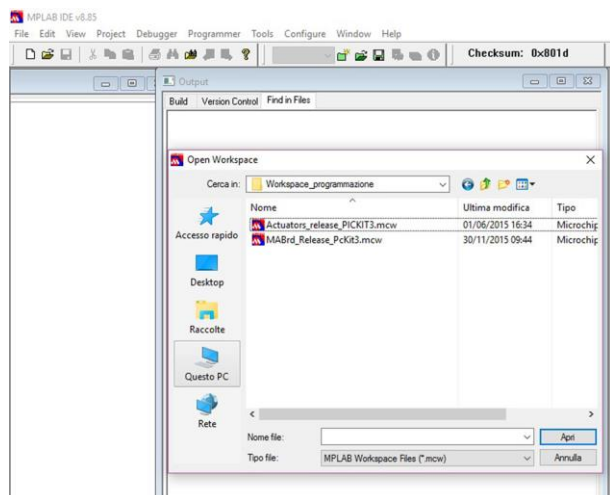 MPLAB IDE v8.85
File Edit View Project Debugger Programmer Tools Configure Window Help
Checksum: 0x801d
Output
Build Version Control Find in Files
Open Workspace
Cerca in: Workspace_programmazione
Nome Ultima modifica Tipo
Actuators_release_PICKIT3.mcw 01/06/2015 16:34 Microchip
MABrd_Release_PcKit3.mcw 30/11/2015 09:44 Microchip
Accesso rapido
Desktop
Raccolte
Questo PC
Rete
Nome file: Apri
Tipo file: MPLAB Workspace Files (*.mcw) Annulla